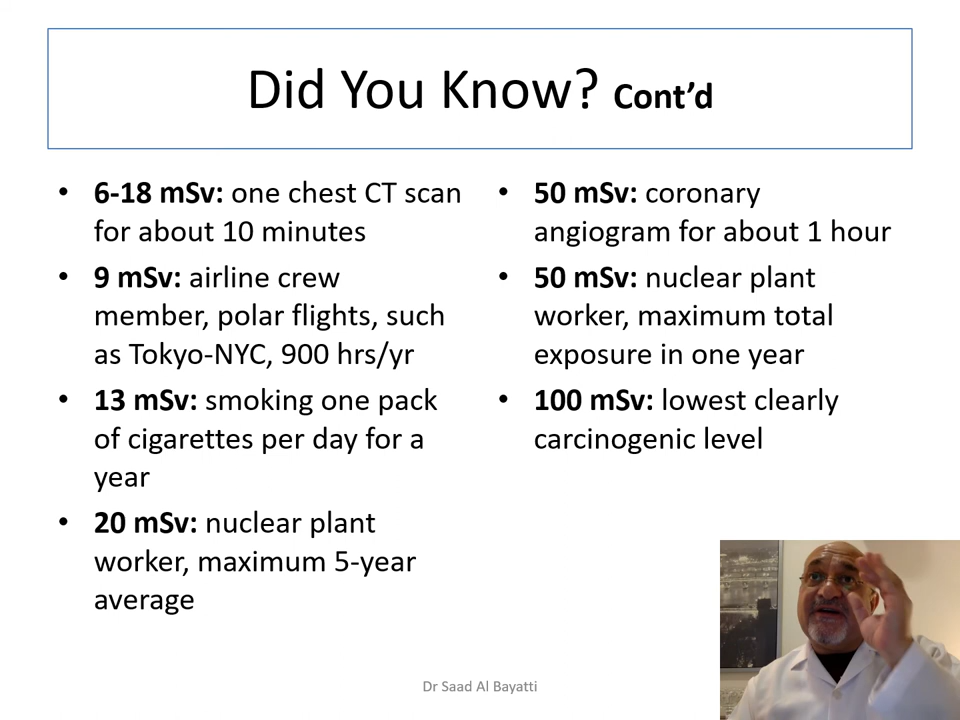 Did You Know? Cont’d
• 6-18 mSv: one chest CT scan
for about 10 minutes
• 9 mSv: airline crew
member, polar flights, such
as Tokyo-NYC, 900 hrs/yr
• 13 mSv: smoking one pack
of cigarettes per day for a
year
• 20 mSv: nuclear plant
worker, maximum 5-year
average
• 50 mSv: coronary
angiogram for about 1 hour
• 50 mSv: nuclear plant
worker, maximum total
exposure in one year
• 100 mSv: lowest clearly
carcinogenic level
Dr Saad Al Bayatti